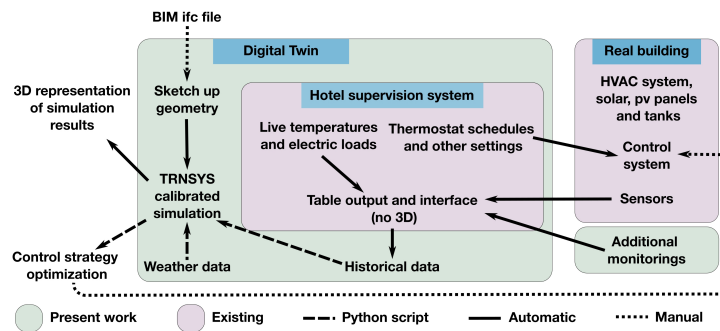 BIM ifc file
Digital Twin
Real building
3D representation
of simulation
results
Sketch up
geometry
Hotel supervision system
HVAC system,
solar, pv panels
and tanks
Live temperatures
and electric loads
Thermostat schedules
and other settings
Control
system
TRNSYS
calibrated
simulation
Table output and interface
(no 3D)
Sensors
Control strategy
optimization
Weather data
Historical data
Additional
monitorings
Present work
Existing
Python script
Automatic
Manual